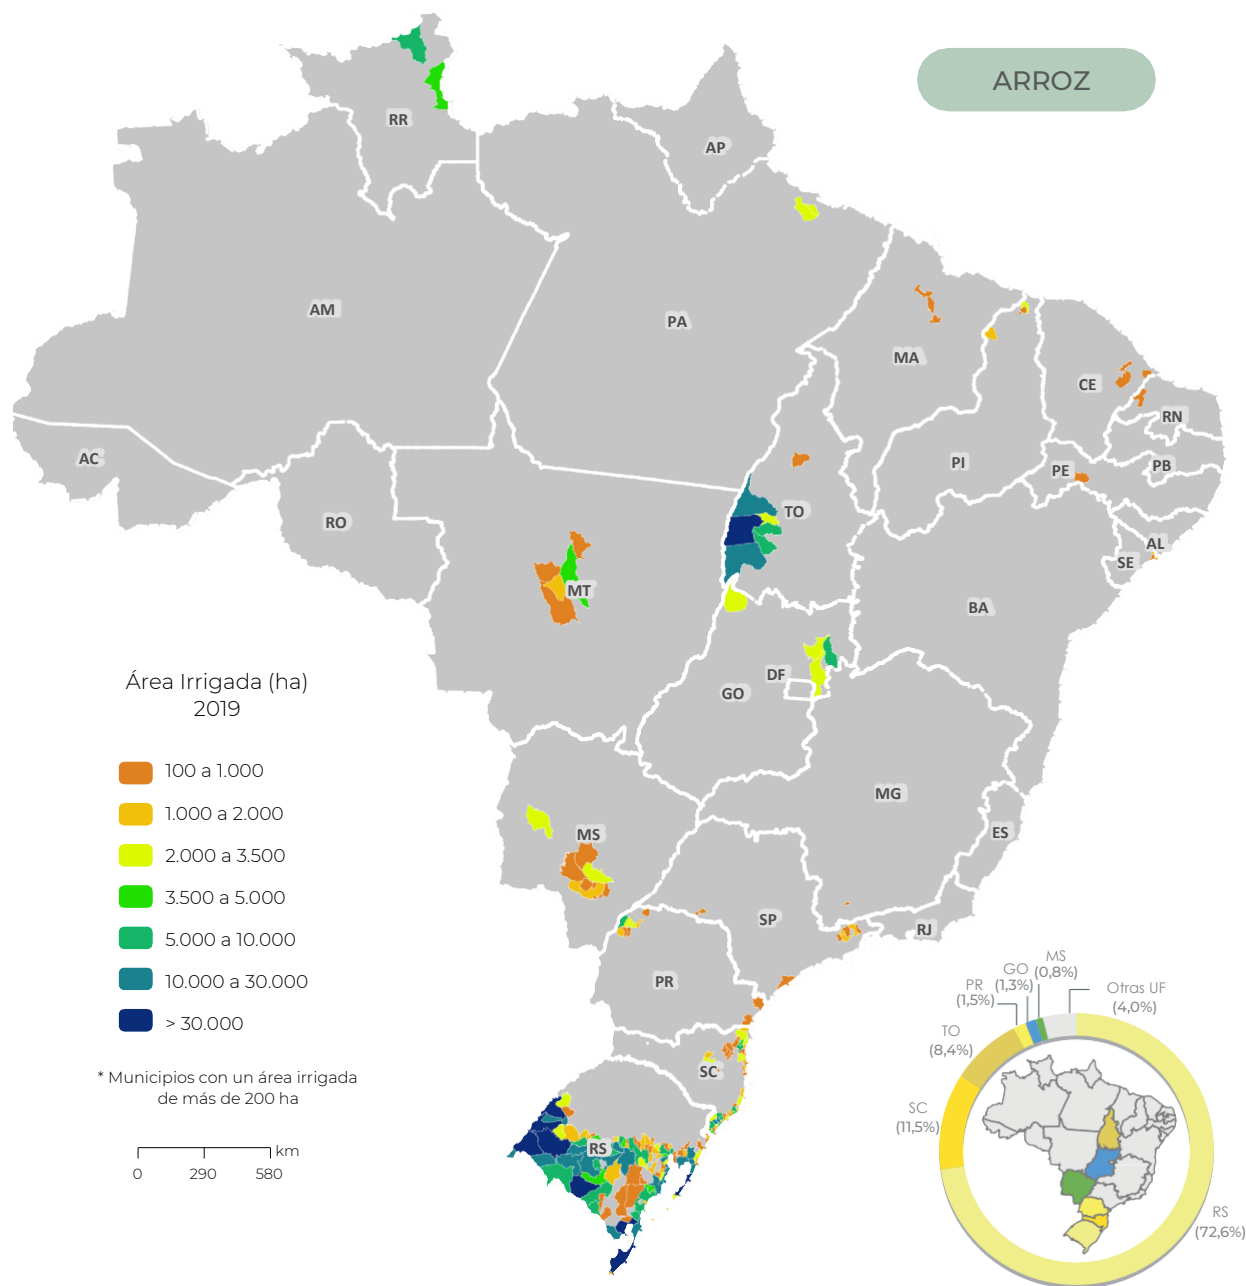 ARROZ
RR
AP
AM
PA
MA
CE
RN
AC
PI
PE
PB
RO
TO
AL
SE
MT
BA
DF
GO
MG
MS
ES
SP
RJ
PR
SC
RS
Área Irrigada (ha)
2019
100 a 1.000
1.000 a 2.000
2.000 a 3.500
3.500 a 5.000
5.000 a 10.000
10.000 a 30.000
> 30.000
* Municipios con un área irrigada
de más de 200 ha
km
0 290 580
MS
(0,8%)
GO
(1,3%)
PR
(1,5%)
Otras UF
(4,0%)
TO
(8,4%)
SC
(11,5%)
RS
(72,6%)